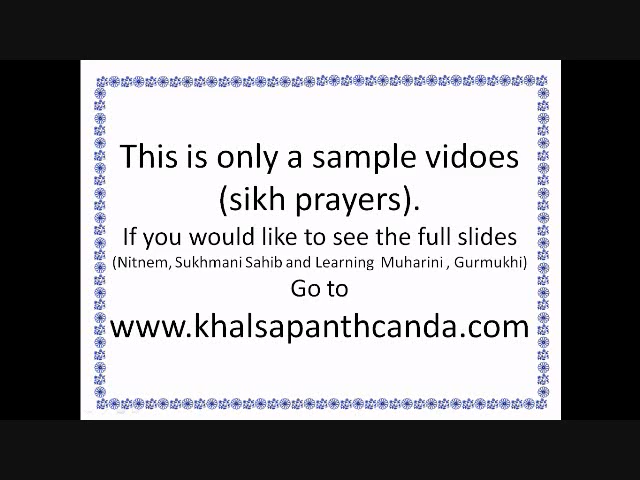 This is only a sample vidoes
(sikh prayers).
If you would like to see the full slides
(Nitnem, Sukhmani Sahib and Learning Muharini , Gurmukhi)
Go to
www.khalsapanthcanda.com